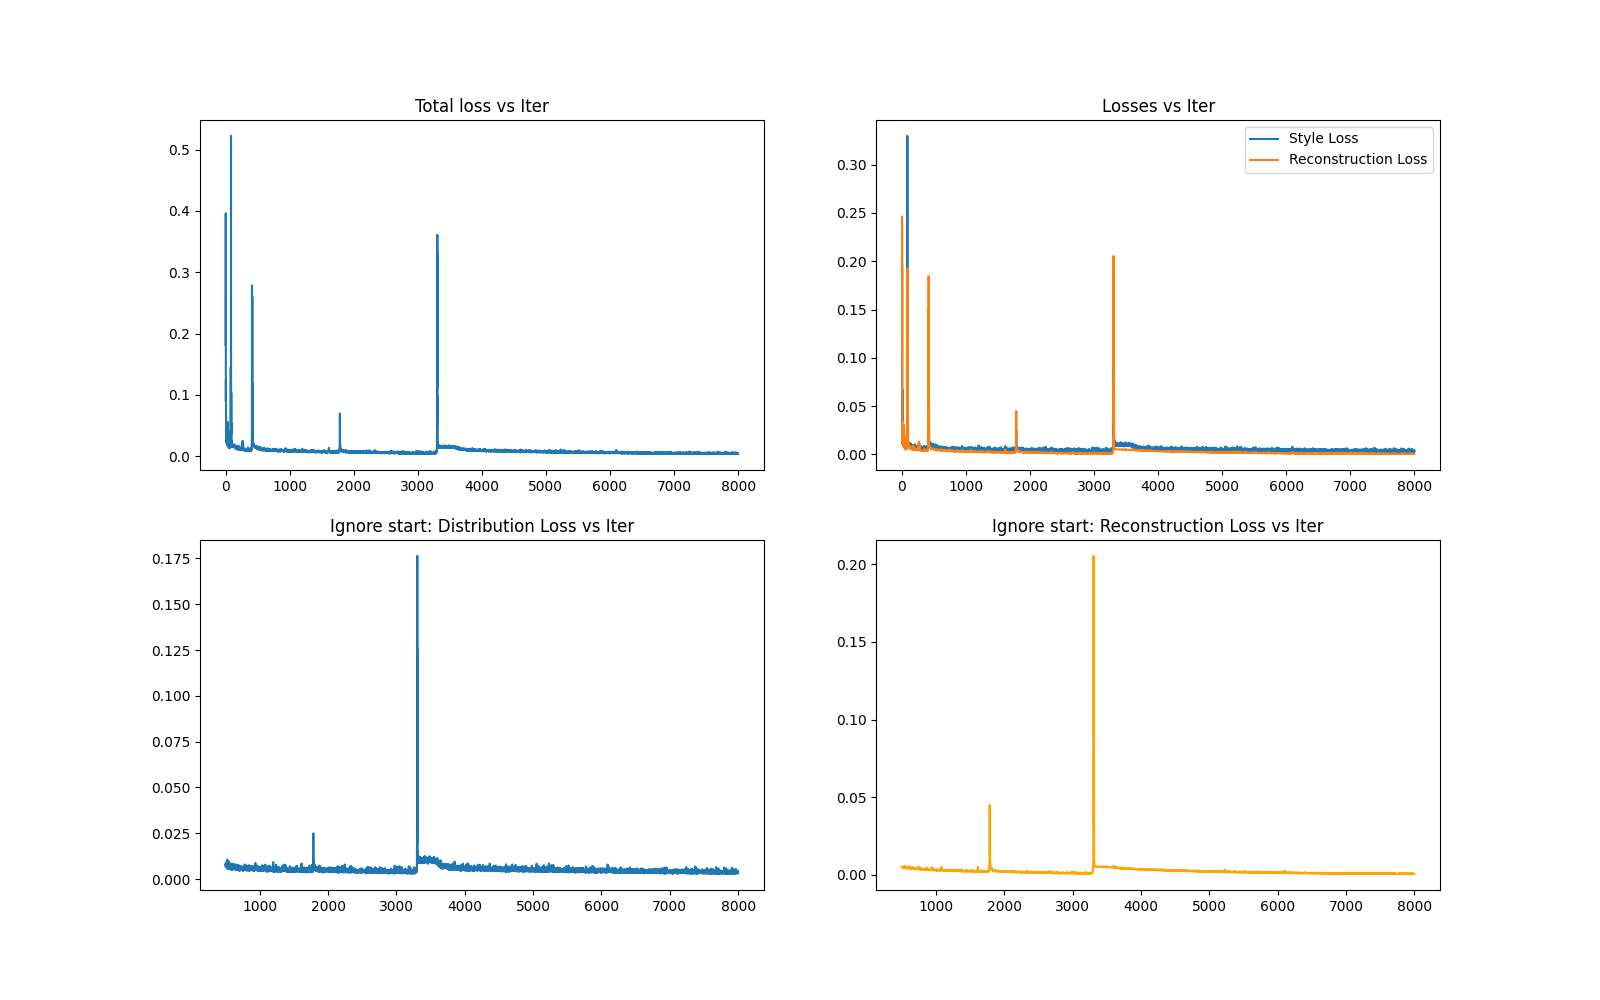 Total loss vs Iter
0.5
0.4
0.3
0.2
0.1
0.0
0 1000 2000 3000 4000 5000 6000 7000 8000
Losses vs Iter
Style Loss
Reconstruction Loss
0.30
0.25
0.20
0.15
0.10
0.05
0.00
0 1000 2000 3000 4000 5000 6000 7000 8000
Ignore start: Distribution Loss vs Iter
0.175
0.150
0.125
0.100
0.075
0.050
0.025
0.000
1000 2000 3000 4000 5000 6000 7000 8000
Ignore start: Reconstruction Loss vs Iter
0.20
0.15
0.10
0.05
0.00
1000 2000 3000 4000 5000 6000 7000 8000